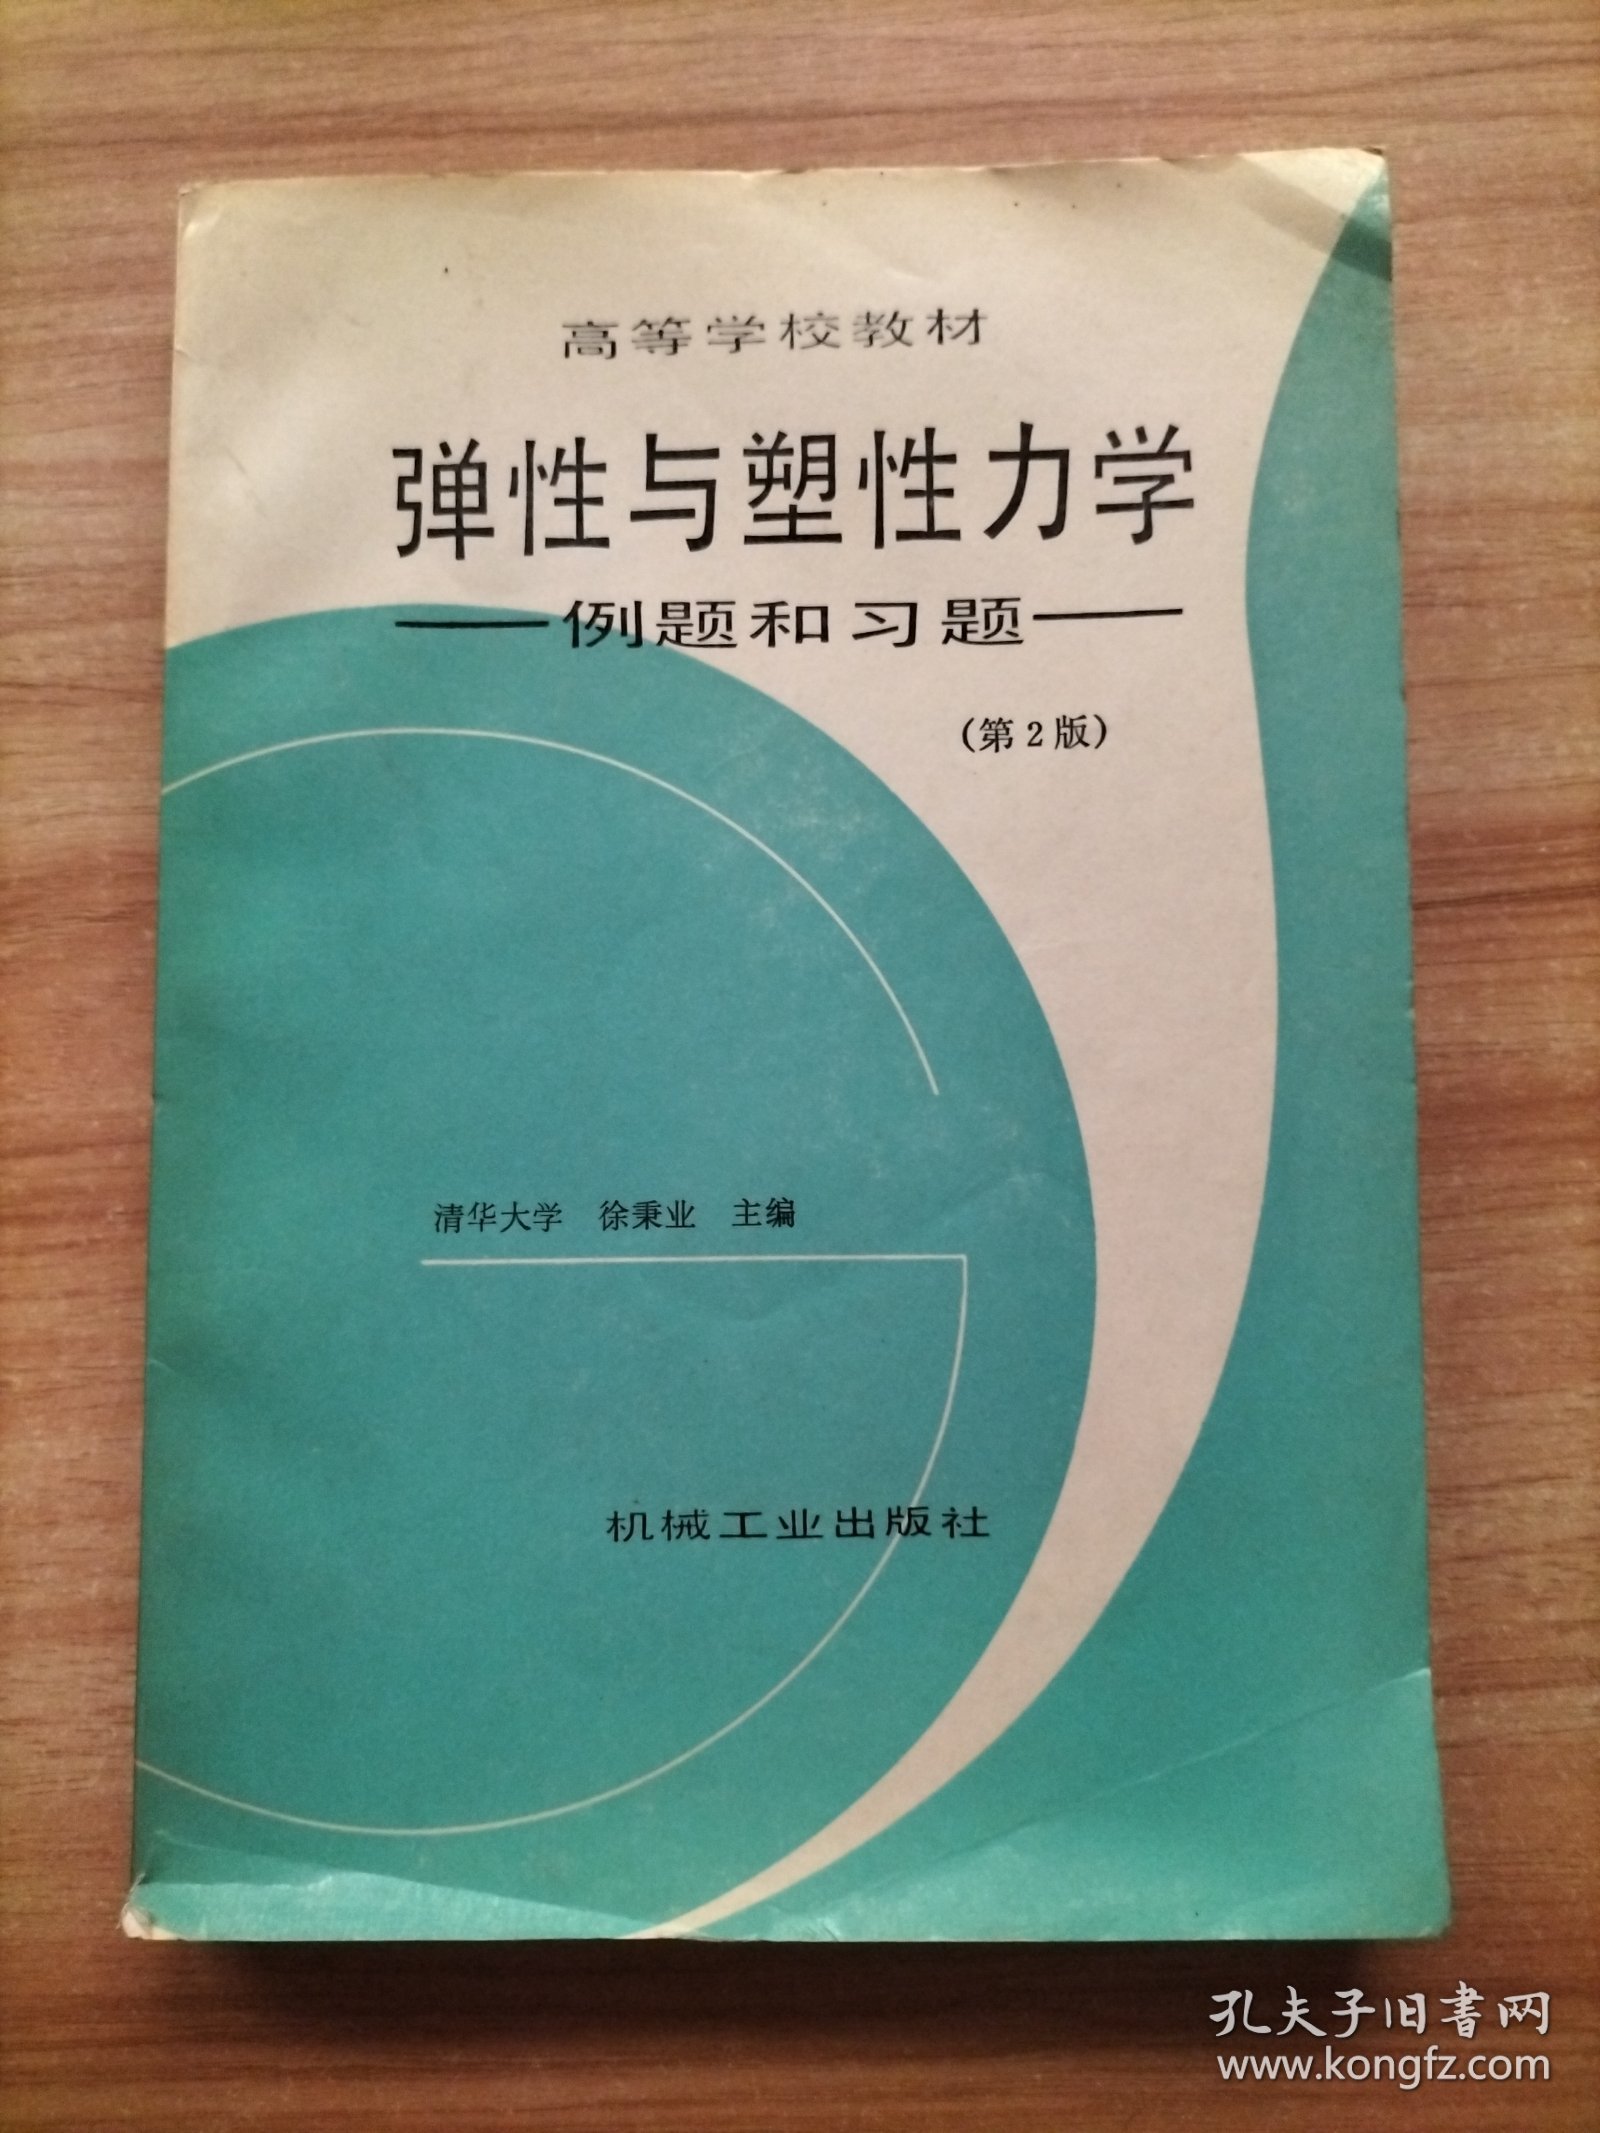 高等学校教材
弹性与塑性力学
——例题和习题——
（第2版）
清华大学 徐秉业 主编
机械工业出版社
孔夫子旧書网
www.kongfz.com